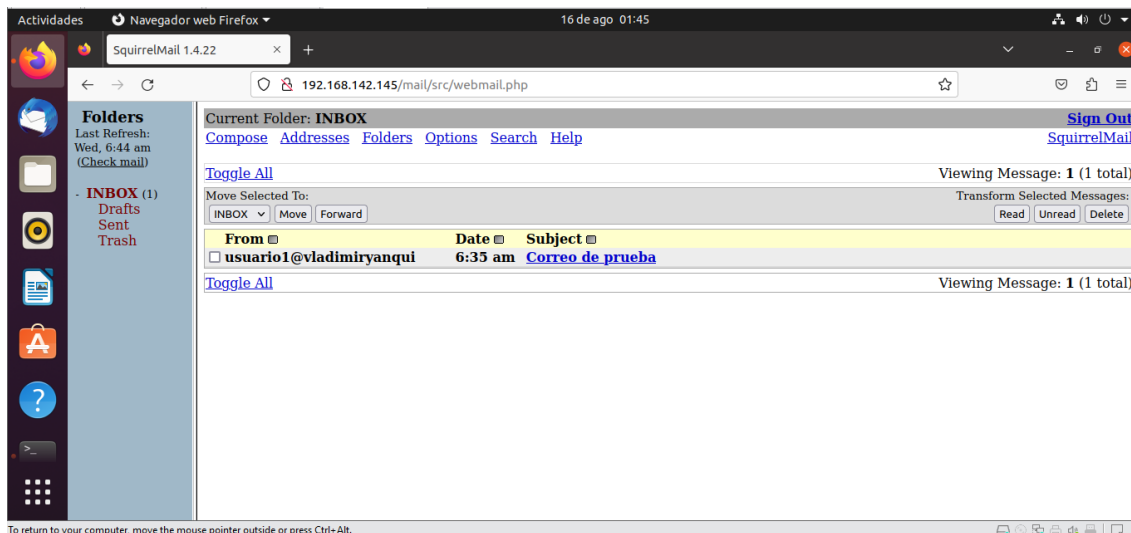 Actividades Navegador web Firefox 16 de ago 01:45
SquirrelMail 1.4.22
192.168.142.145/mail/src/webmail.php
Folders
Last Refresh:
Wed, 6:44 am
(Check mail)
- INBOX (1)
Drafts
Sent
Trash
Current Folder: INBOX Sign Out
Compose Addresses Folders Options Search Help SquirrelMail
Toggle All Viewing Message: 1 (1 total)
Move Selected To: Transform Selected Messages:
INBOX Move Forward Read Unread Delete
From Date Subject
usuario1@vladimiryanqui 6:35 am Correo de prueba
Toggle All Viewing Message: 1 (1 total)
To return to your computer, move the mouse pointer outside or press Ctrl+Alt.